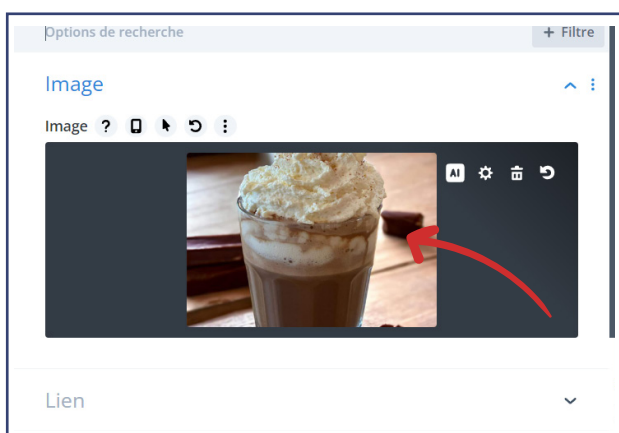 Options de recherche
+ Filtre
Image
Image ?
AI
Lien